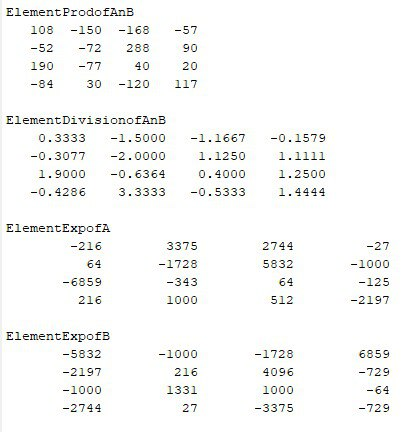 ElementProdofAnB
108 -150 -168 -57
-52 -72 288 90
190 -77 40 20
-84 30 -120 117
ElementDivisionofAnB
0.3333 -1.5000 -1.1667 -0.1579
-0.3077 -2.0000 1.1250 1.1111
1.9000 -0.6364 0.4000 1.2500
-0.4286 3.3333 -0.5333 1.4444
ElementExpofA
-216 3375 2744 -27
64 -1728 5832 -1000
-6859 -343 64 -125
216 1000 512 -2197
ElementExpofB
-5832 -1000 -1728 6859
-2197 216 4096 -729
-1000 1331 1000 -64
-2744 27 -3375 -729